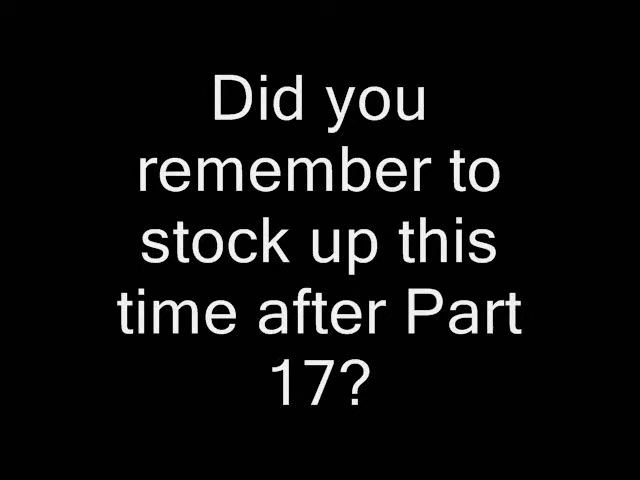 Did you
remember to
stock up this
time after Part
17?